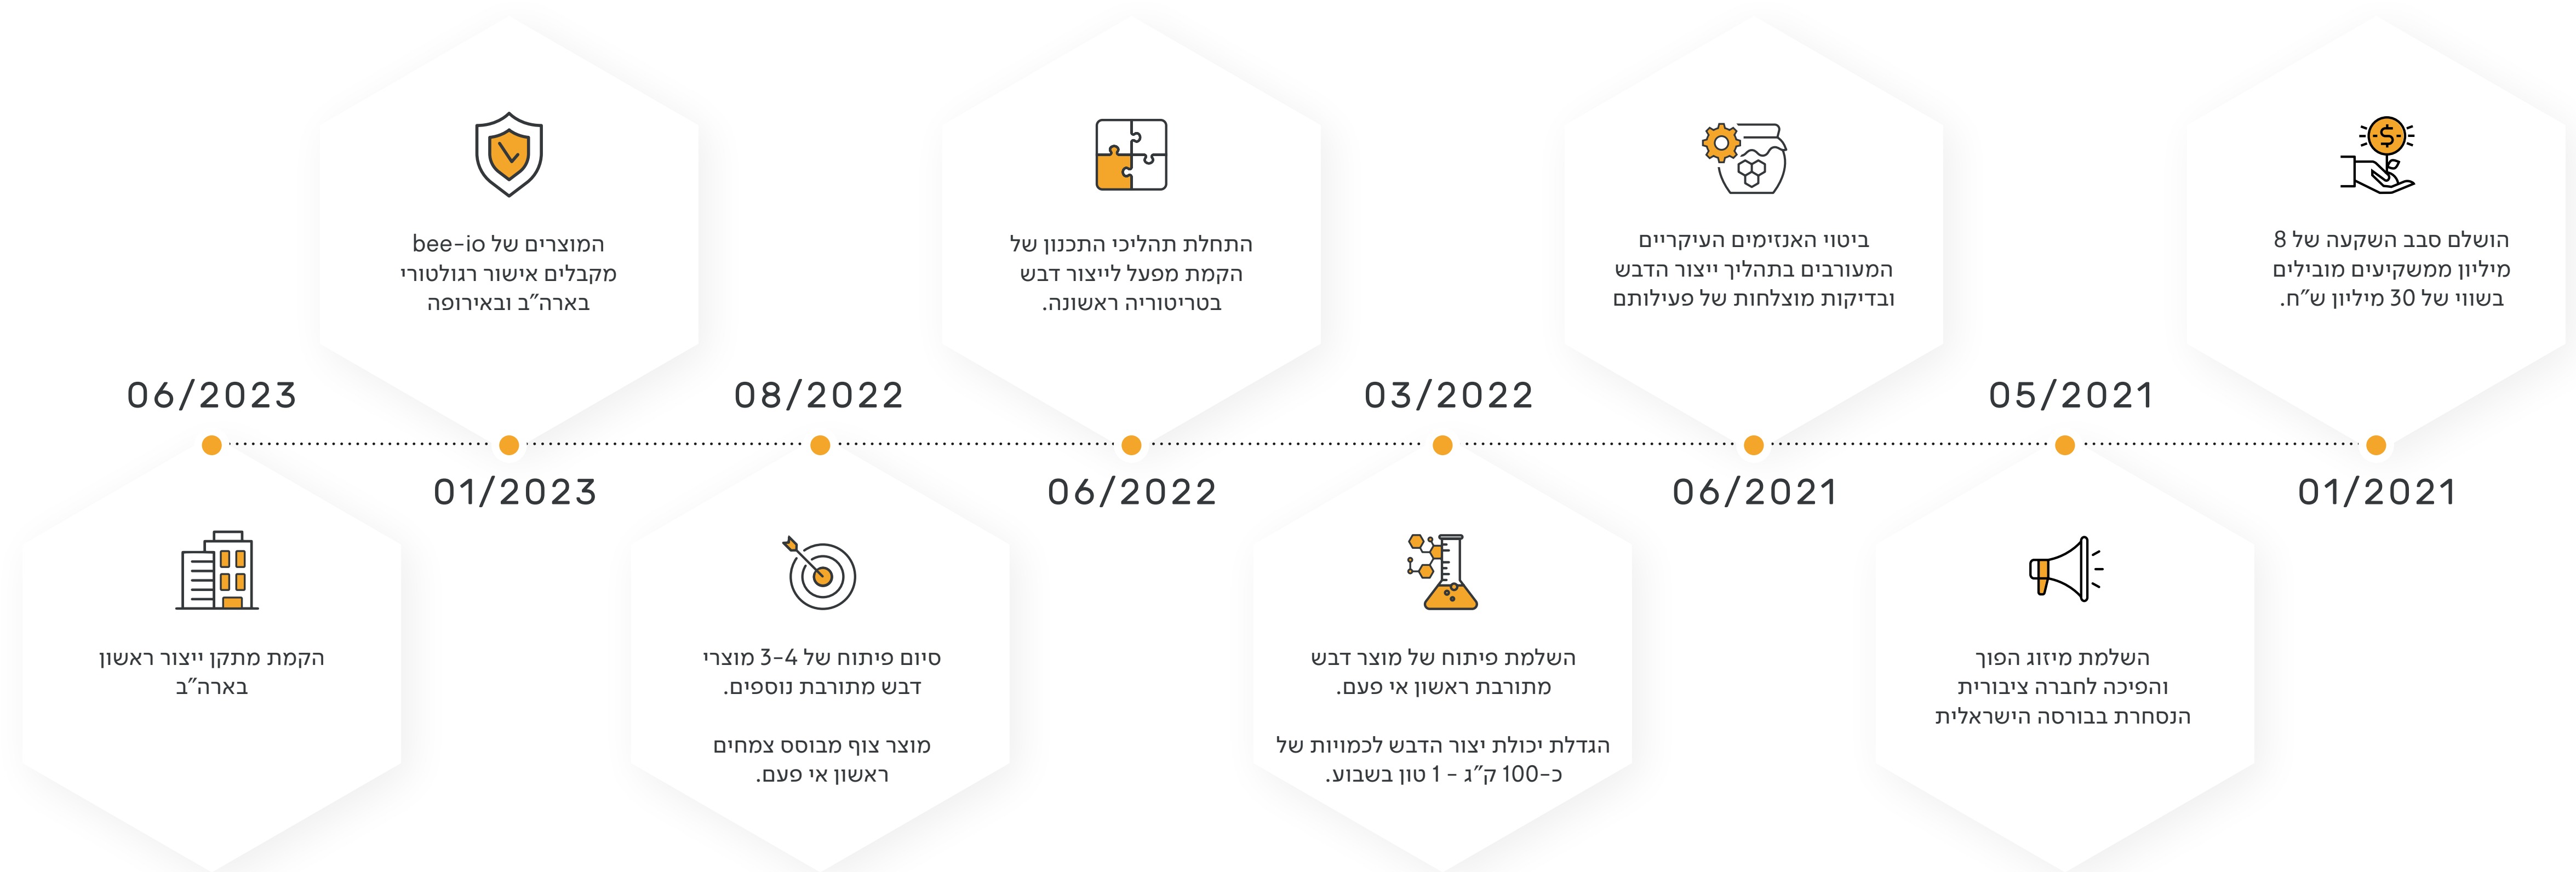 הושלם סבב השקעה של 8
מיליון ממשקיעים מובילים
בשווי של 30 מיליון ש״ח.
01/2021
05/2021
השלמת מיזוג הפוך
והפיכה לחברה ציבורית
הנסחרת בבורסה הישראלית
ביטוי האנזימים העיקריים
המעורבים בתהליך ייצור הדבש
ובדיקות מוצלחות של פעילותם
06/2021
03/2022
השלמת פיתוח של מוצר דבש
מתורבת ראשון אי פעם.
הגדלת יכולת יצור הדבש לכמויות של
כ-100 ק״ג - 1 טון בשבוע.
התחלת תהליכי התכנון של
הקמת מפעל לייצור דבש
בטריטוריה ראשונה.
06/2022
08/2022
סיום פיתוח של 3-4 מוצרי
דבש מתורבת נוספים.
מוצר צוף מבוסס צמחים
ראשון אי פעם.
המוצרים של bee-io
מקבלים אישור רגולטורי
בארה״ב ובאירופה
01/2023
06/2023
הקמת מתקן ייצור ראשון
בארה״ב